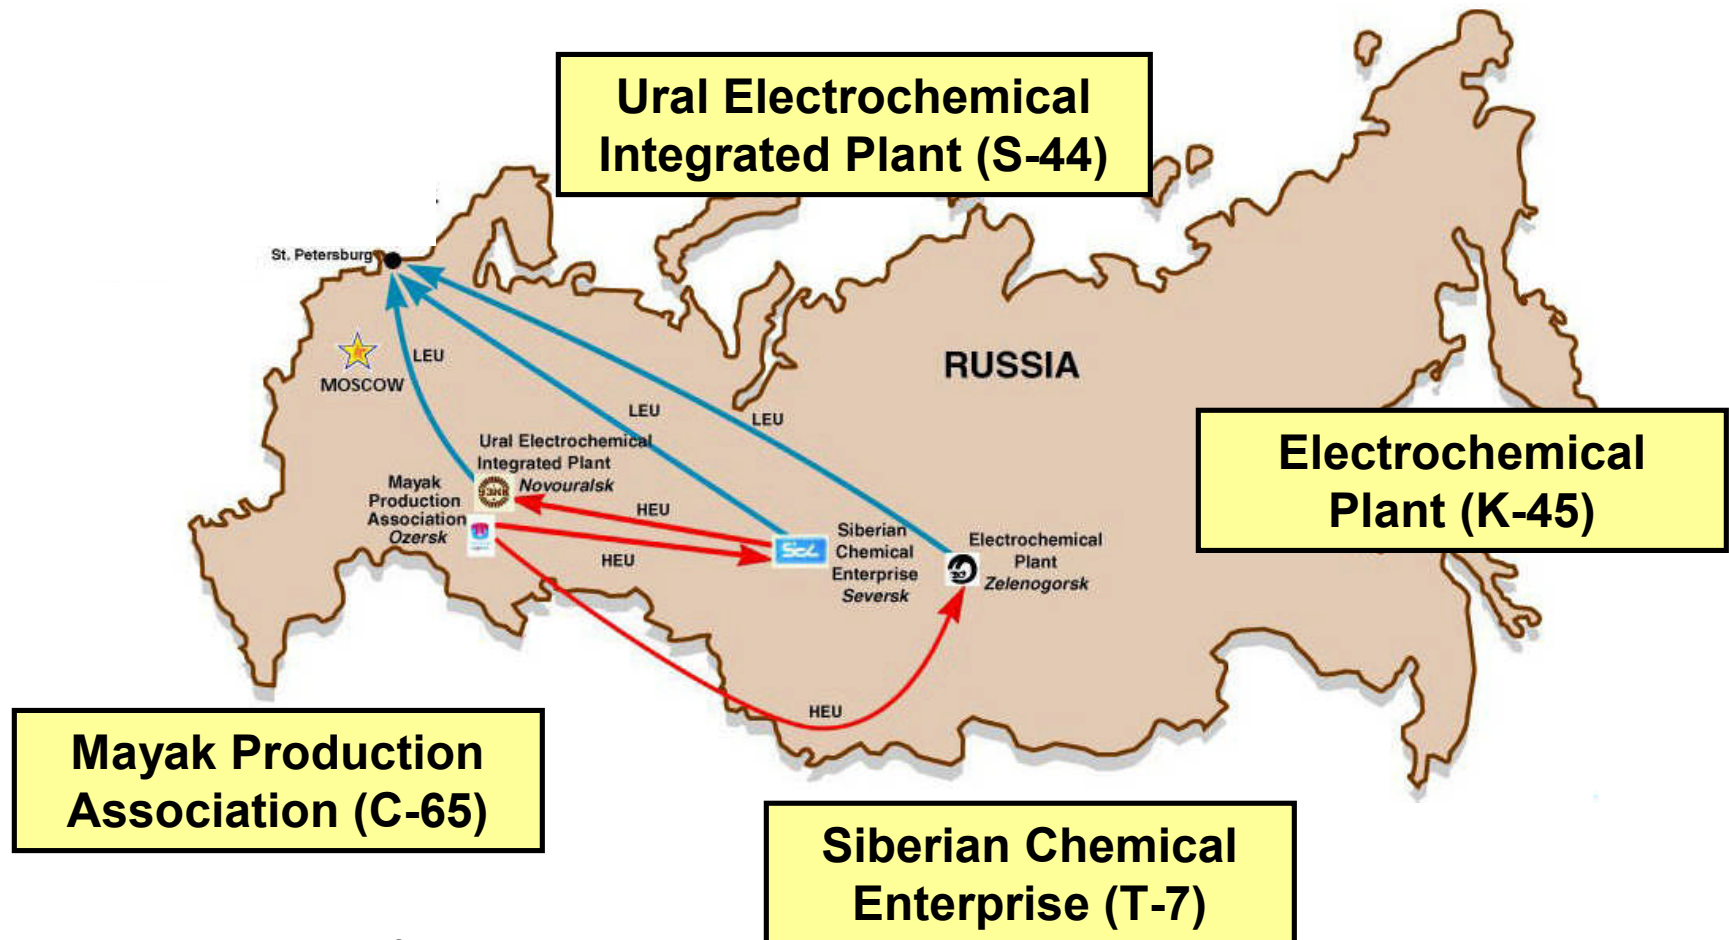 Ural Electrochemical
Integrated Plant (S-44)
St. Petersburg
MOSCOW
LEU
RUSSIA
LEU
LEU
Electrochemical
Plant (K-45)
Ural Electrochemical
Integrated Plant
Novouralsk
Mayak
Production
Association
Ozersk
HEU
HEU
Siberian
Chemical
Enterprise
Seversk
Electrochemical
Plant
Zelenogorsk
HEU
Mayak Production
Association (C-65)
Siberian Chemical
Enterprise (T-7)